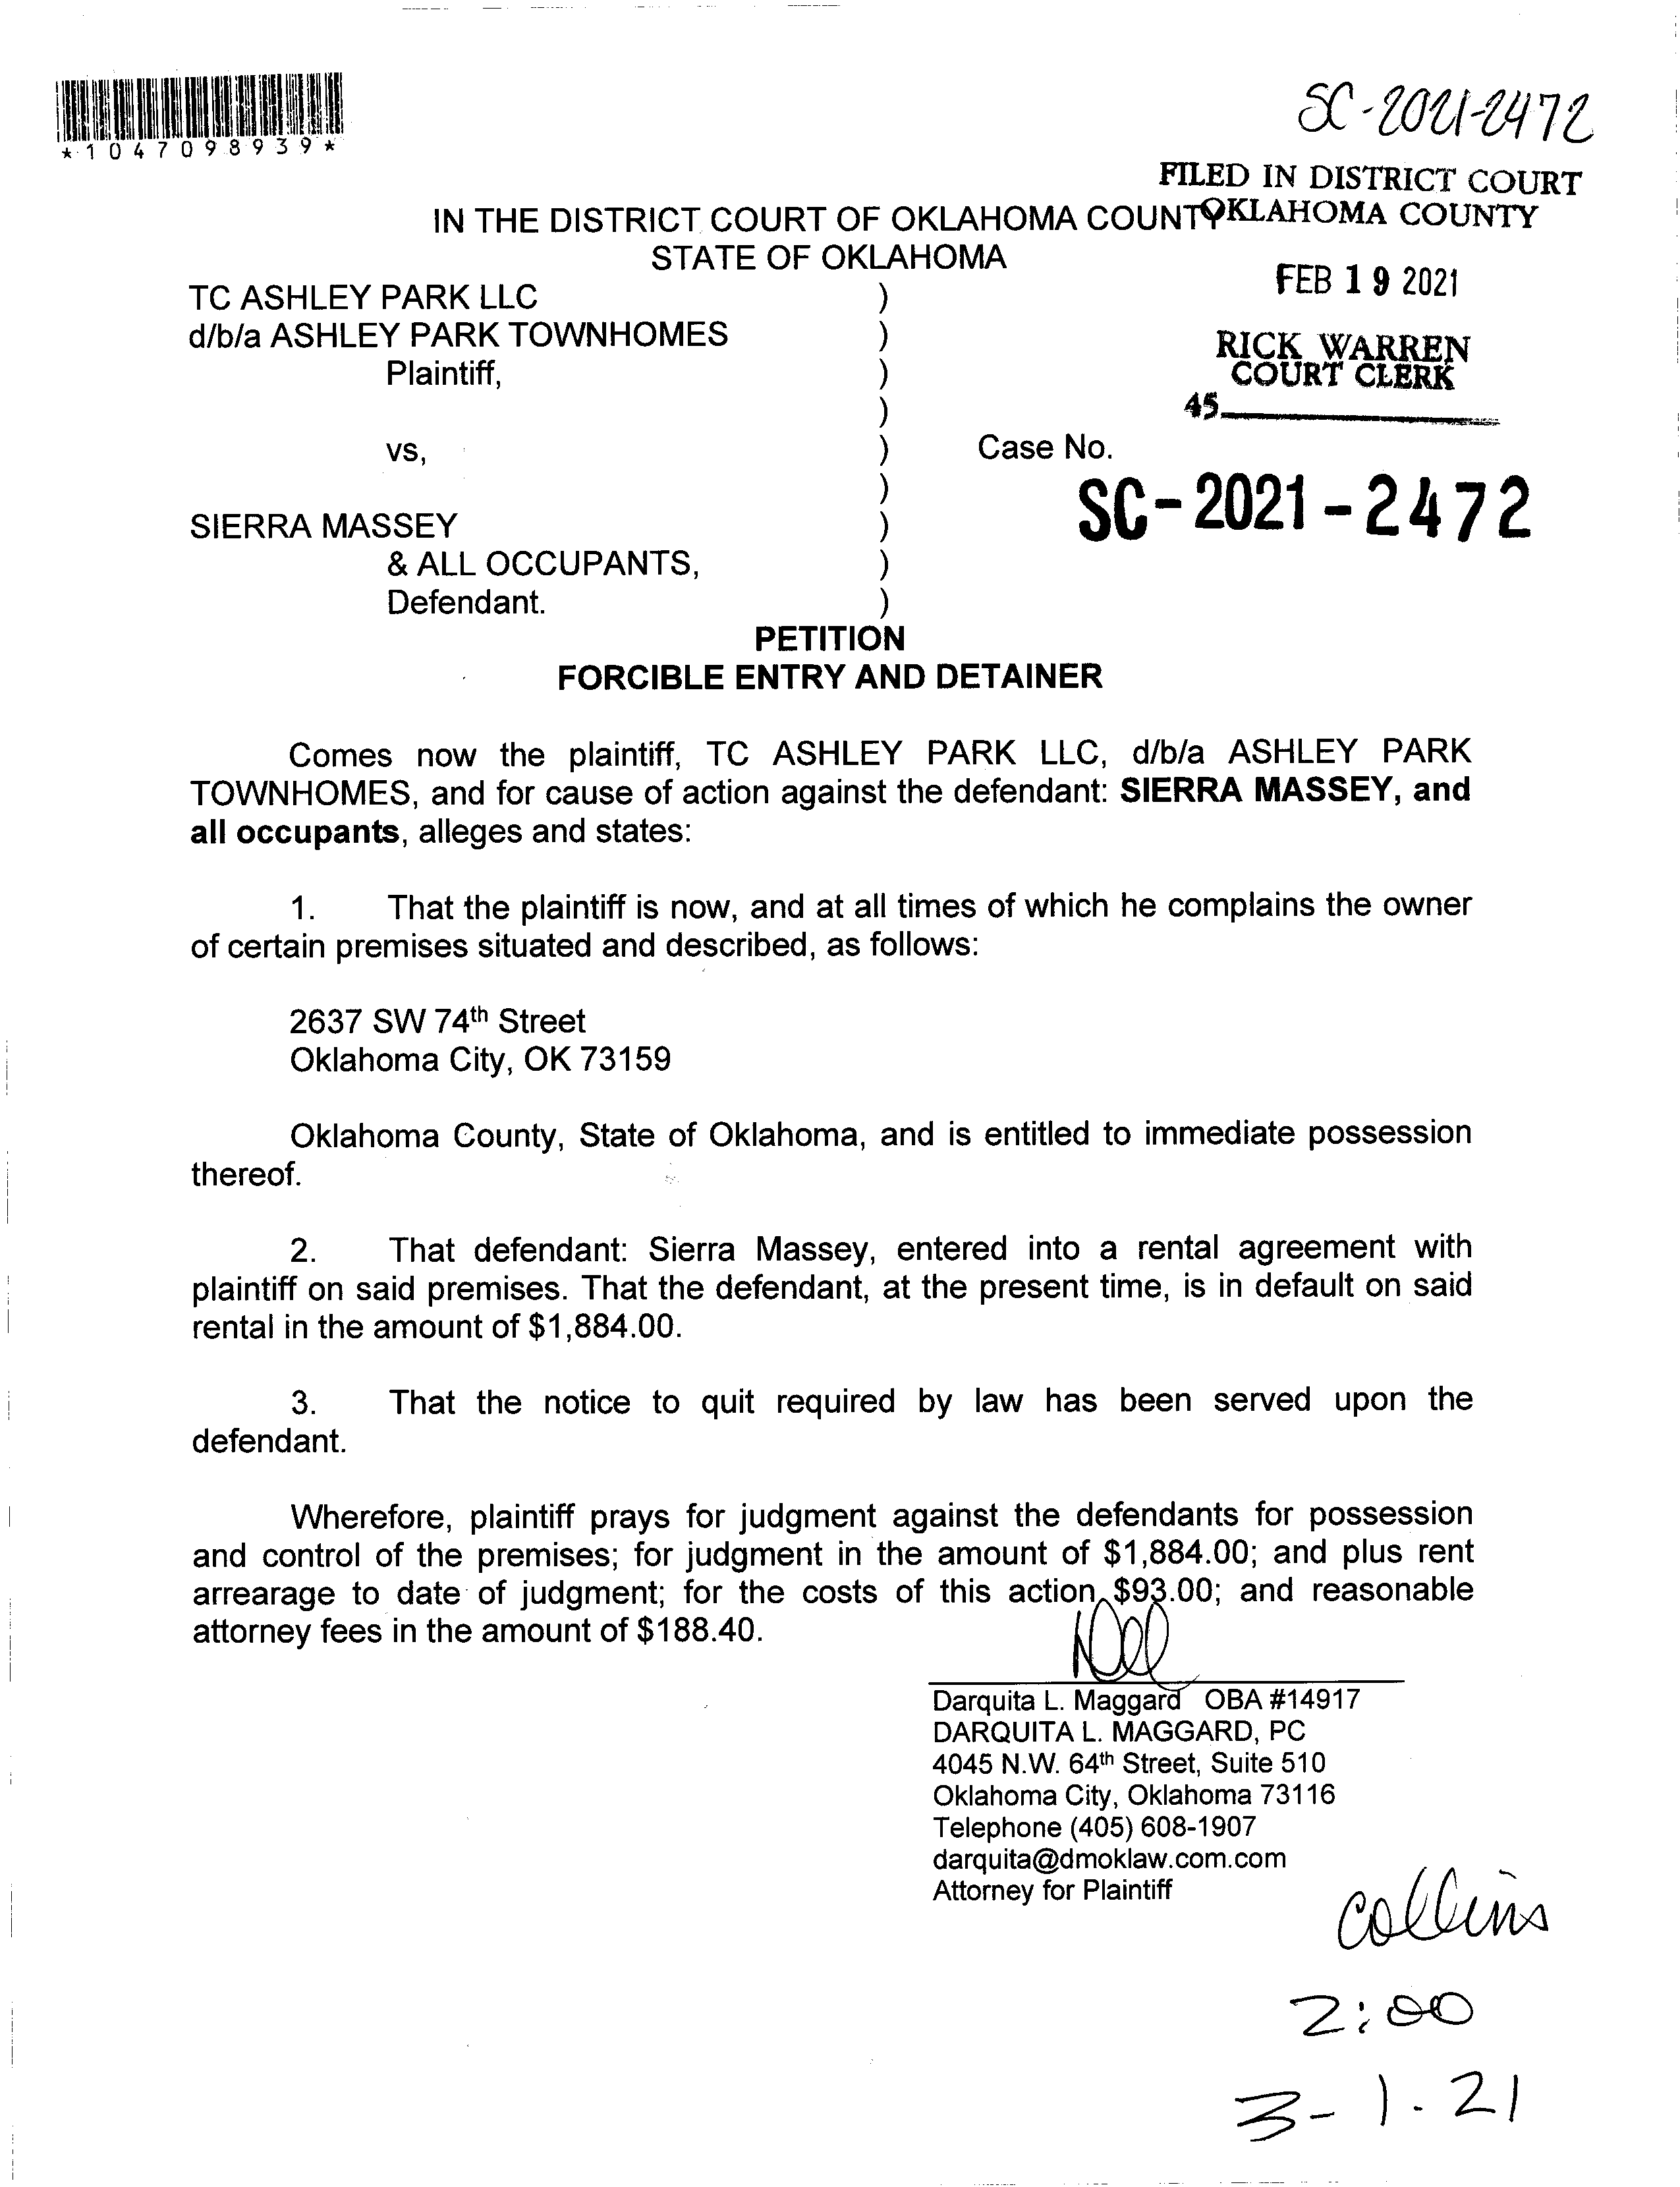 *1047098939*
SC-2021-2472
FILED IN DISTRICT COURT
OKLAHOMA COUNTY
IN THE DISTRICT COURT OF OKLAHOMA COUNTY
STATE OF OKLAHOMA
FEB 19 2021
RICK WARREN
COURT CLERK
45
TC ASHLEY PARK LLC )
d/b/a ASHLEY PARK TOWNHOMES )
Plaintiff, )
)
vs, ) Case No.
) SC-2021-2472
SIERRA MASSEY )
& ALL OCCUPANTS, )
Defendant. )
PETITION
FORCIBLE ENTRY AND DETAINER
Comes now the plaintiff, TC ASHLEY PARK LLC, d/b/a ASHLEY PARK
TOWNHOMES, and for cause of action against the defendant: SIERRA MASSEY, and
all occupants, alleges and states:
1. That the plaintiff is now, and at all times of which he complains the owner
of certain premises situated and described, as follows:
2637 SW 74th Street
Oklahoma City, OK 73159
Oklahoma County, State of Oklahoma, and is entitled to immediate possession
thereof.
2. That defendant: Sierra Massey, entered into a rental agreement with
plaintiff on said premises. That the defendant, at the present time, is in default on said
rental in the amount of $1,884.00.
3. That the notice to quit required by law has been served upon the
defendant.
Wherefore, plaintiff prays for judgment against the defendants for possession
and control of the premises; for judgment in the amount of $1,884.00; and plus rent
arrearage to date of judgment; for the costs of this action, $93.00; and reasonable
attorney fees in the amount of $188.40.
Darquita L. Maggard OBA #14917
DARQUITA L. MAGGARD, PC
4045 N.W. 64th Street, Suite 510
Oklahoma City, Oklahoma 73116
Telephone (405) 608-1907
darquita@dmoklaw.com.com
Attorney for Plaintiff
Collins
2:00
3-1.21